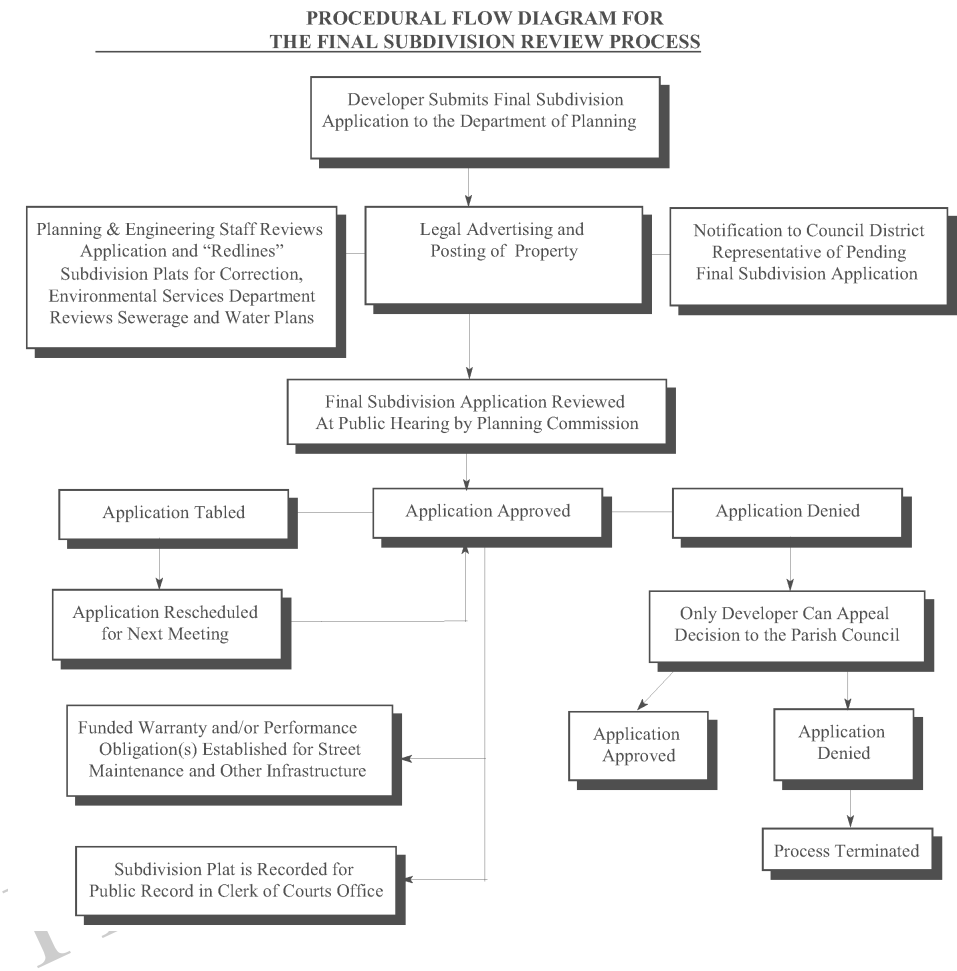 PROCEDURAL FLOW DIAGRAM FOR
THE FINAL SUBDIVISION REVIEW PROCESS
Developer Submits Final Subdivision
Application to the Department of Planning
Planning & Engineering Staff Reviews
Application and “Redlines”
Subdivision Plats for Correction,
Environmental Services Department
Reviews Sewerage and Water Plans
Legal Advertising and
Posting of Property
Notification to Council District
Representative of Pending
Final Subdivision Application
Final Subdivision Application Reviewed
At Public Hearing by Planning Commission
Application Tabled
Application Approved
Application Denied
Application Rescheduled
for Next Meeting
Only Developer Can Appeal
Decision to the Parish Council
Funded Warranty and/or Performance
Obligation(s) Established for Street
Maintenance and Other Infrastructure
Application
Approved
Application
Denied
Process Terminated
Subdivision Plat is Recorded for
Public Record in Clerk of Courts Office